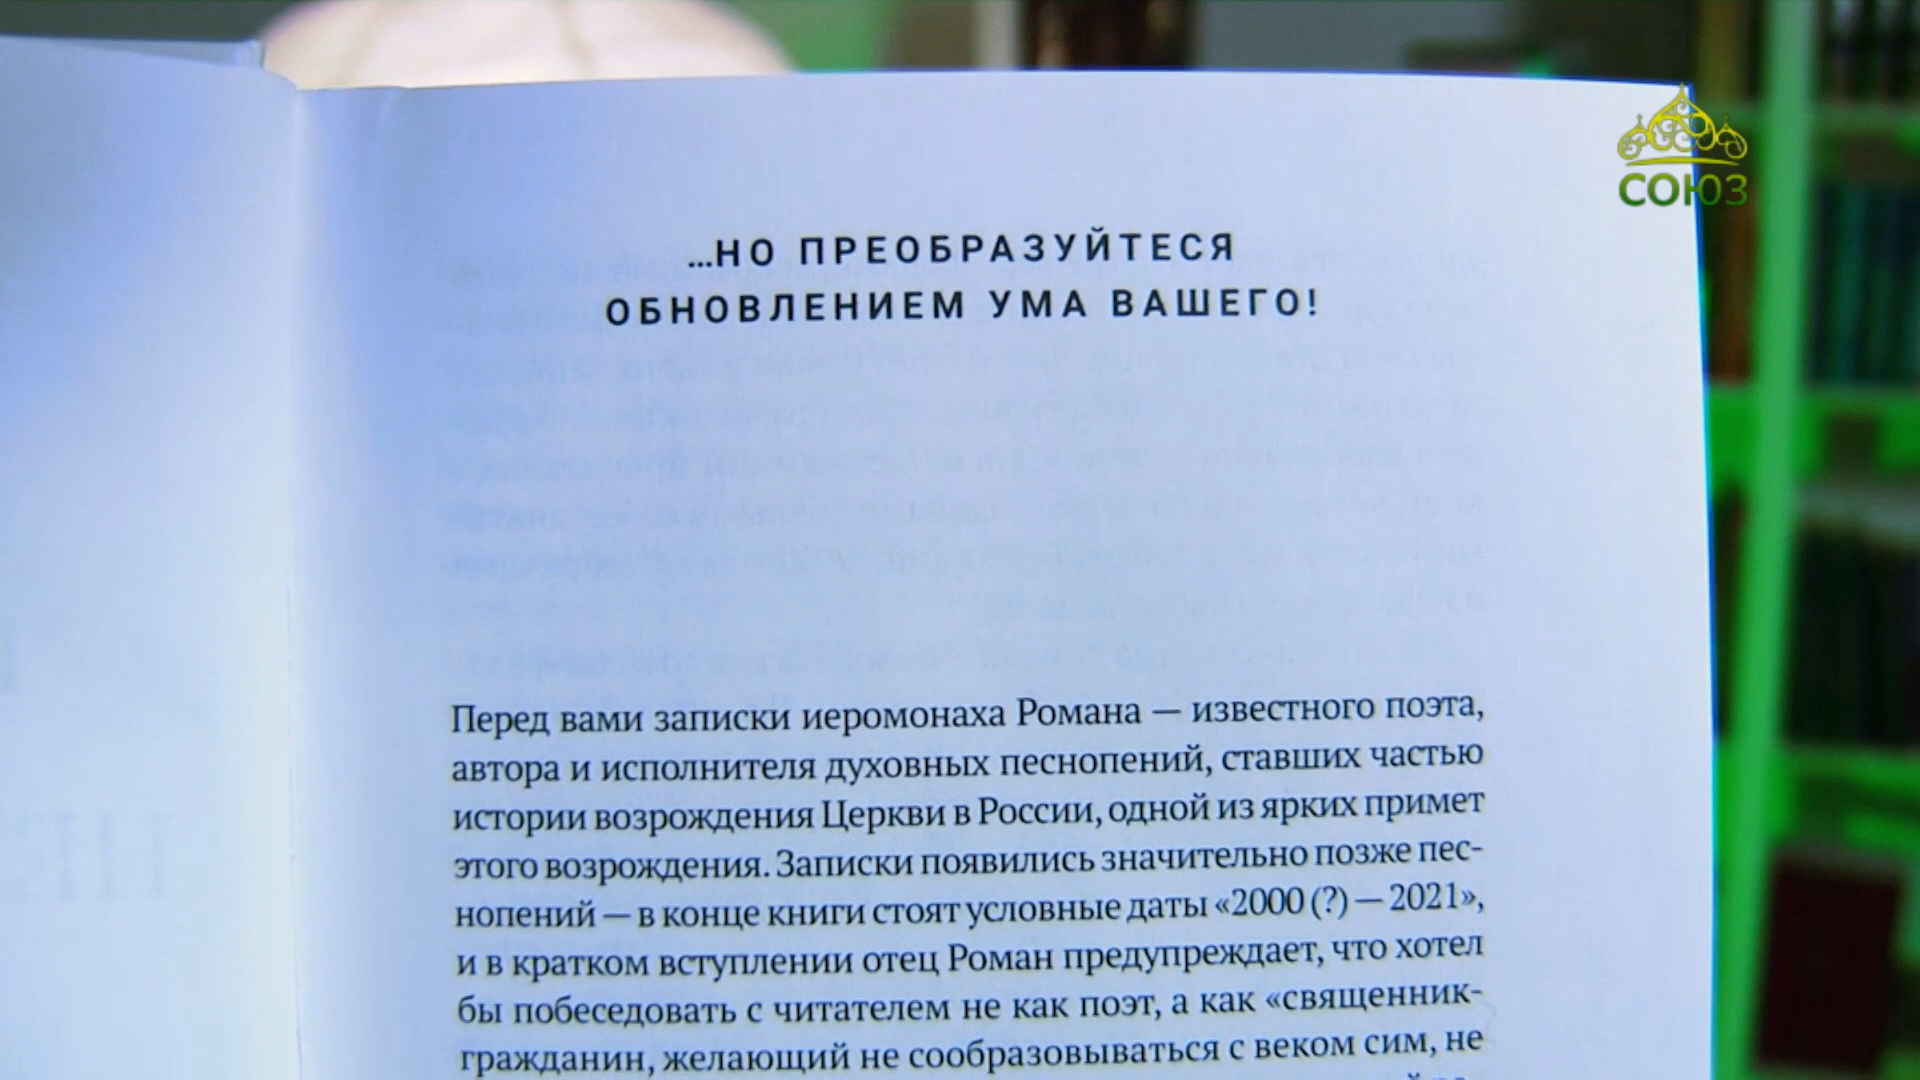 СОЮЗ
…НО ПРЕОБРАЗУЙТЕСЯ
ОБНОВЛЕНИЕМ УМА ВАШЕГО!
Перед вами записки иеромонаха Романа — известного поэта,
автора и исполнителя духовных песнопений, ставших частью
истории возрождения Церкви в России, одной из ярких примет
этого возрождения. Записки появились значительно позже пес-
нопений — в конце книги стоят условные даты «2000 (?) — 2021»,
и в кратком вступлении отец Роман предупреждает, что хотел
бы побеседовать с читателем не как поэт, а как «священник-
гражданин, желающий не сообразовываться с веком сим, не